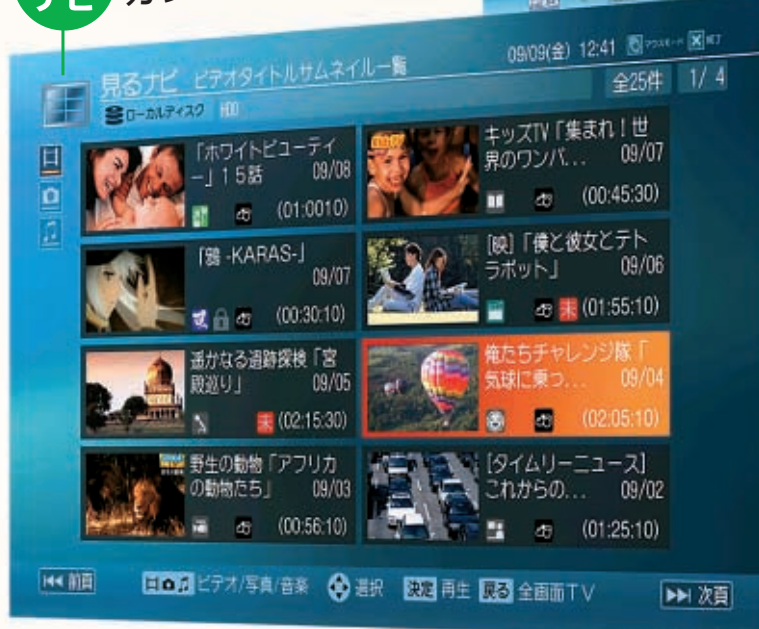 ナビ
見るナビ ビデオタイトルサムネイル一覧
09/09(金) 12:41 マウスモード 終了
ローカルディスク HDD
全25件 1/ 4
「ホワイトビューティ
ー」15話 09/08
(01:0010)
キッズTV「集まれ!世
界のワンパ... 09/07
(00:45:30)
「鴉 -KARAS-」
09/07
(00:30:10)
[映]「僕と彼女とテト
ラポット」 09/06
未 (01:55:10)
遥かなる遺跡探検「宮
殿巡り」 09/05
未 (02:15:30)
俺たちチャレンジ隊「
気球に乗っ... 09/04
(02:05:10)
野生の動物「アフリカ
の動物たち」 09/03
(00:56:10)
[タイムリーニュース]
これからの... 09/02
(01:25:10)
前頁 ビデオ/写真/音楽 選択 決定 再生 戻る 全画面TV 次頁